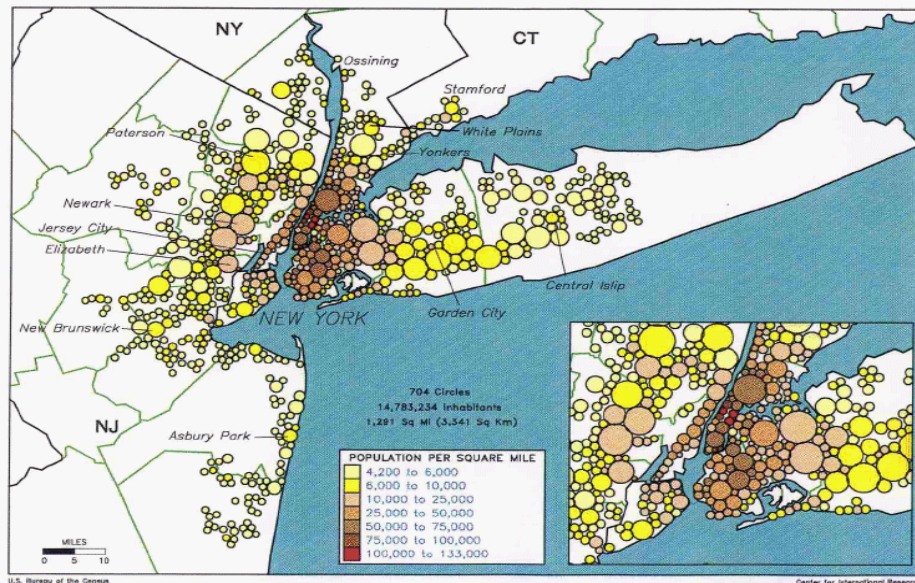 NY
CT
Ossining
Stamford
Paterson
White Plains
Yonkers
Newark
Jersey City
Elizabeth
Central Islip
NEW YORK
Garden City
New Brunswick
704 Circles
14,783,234 Inhabitants
1,291 Sq Mi (3,341 Sq Km)
NJ
Asbury Park
POPULATION PER SQUARE MILE
4,200 to 6,000
6,000 to 10,000
10,000 to 25,000
25,000 to 50,000
50,000 to 75,000
75,000 to 100,000
100,000 to 133,000
MILES
0 5 10
U.S. Bureau of the Census
Center for International Research